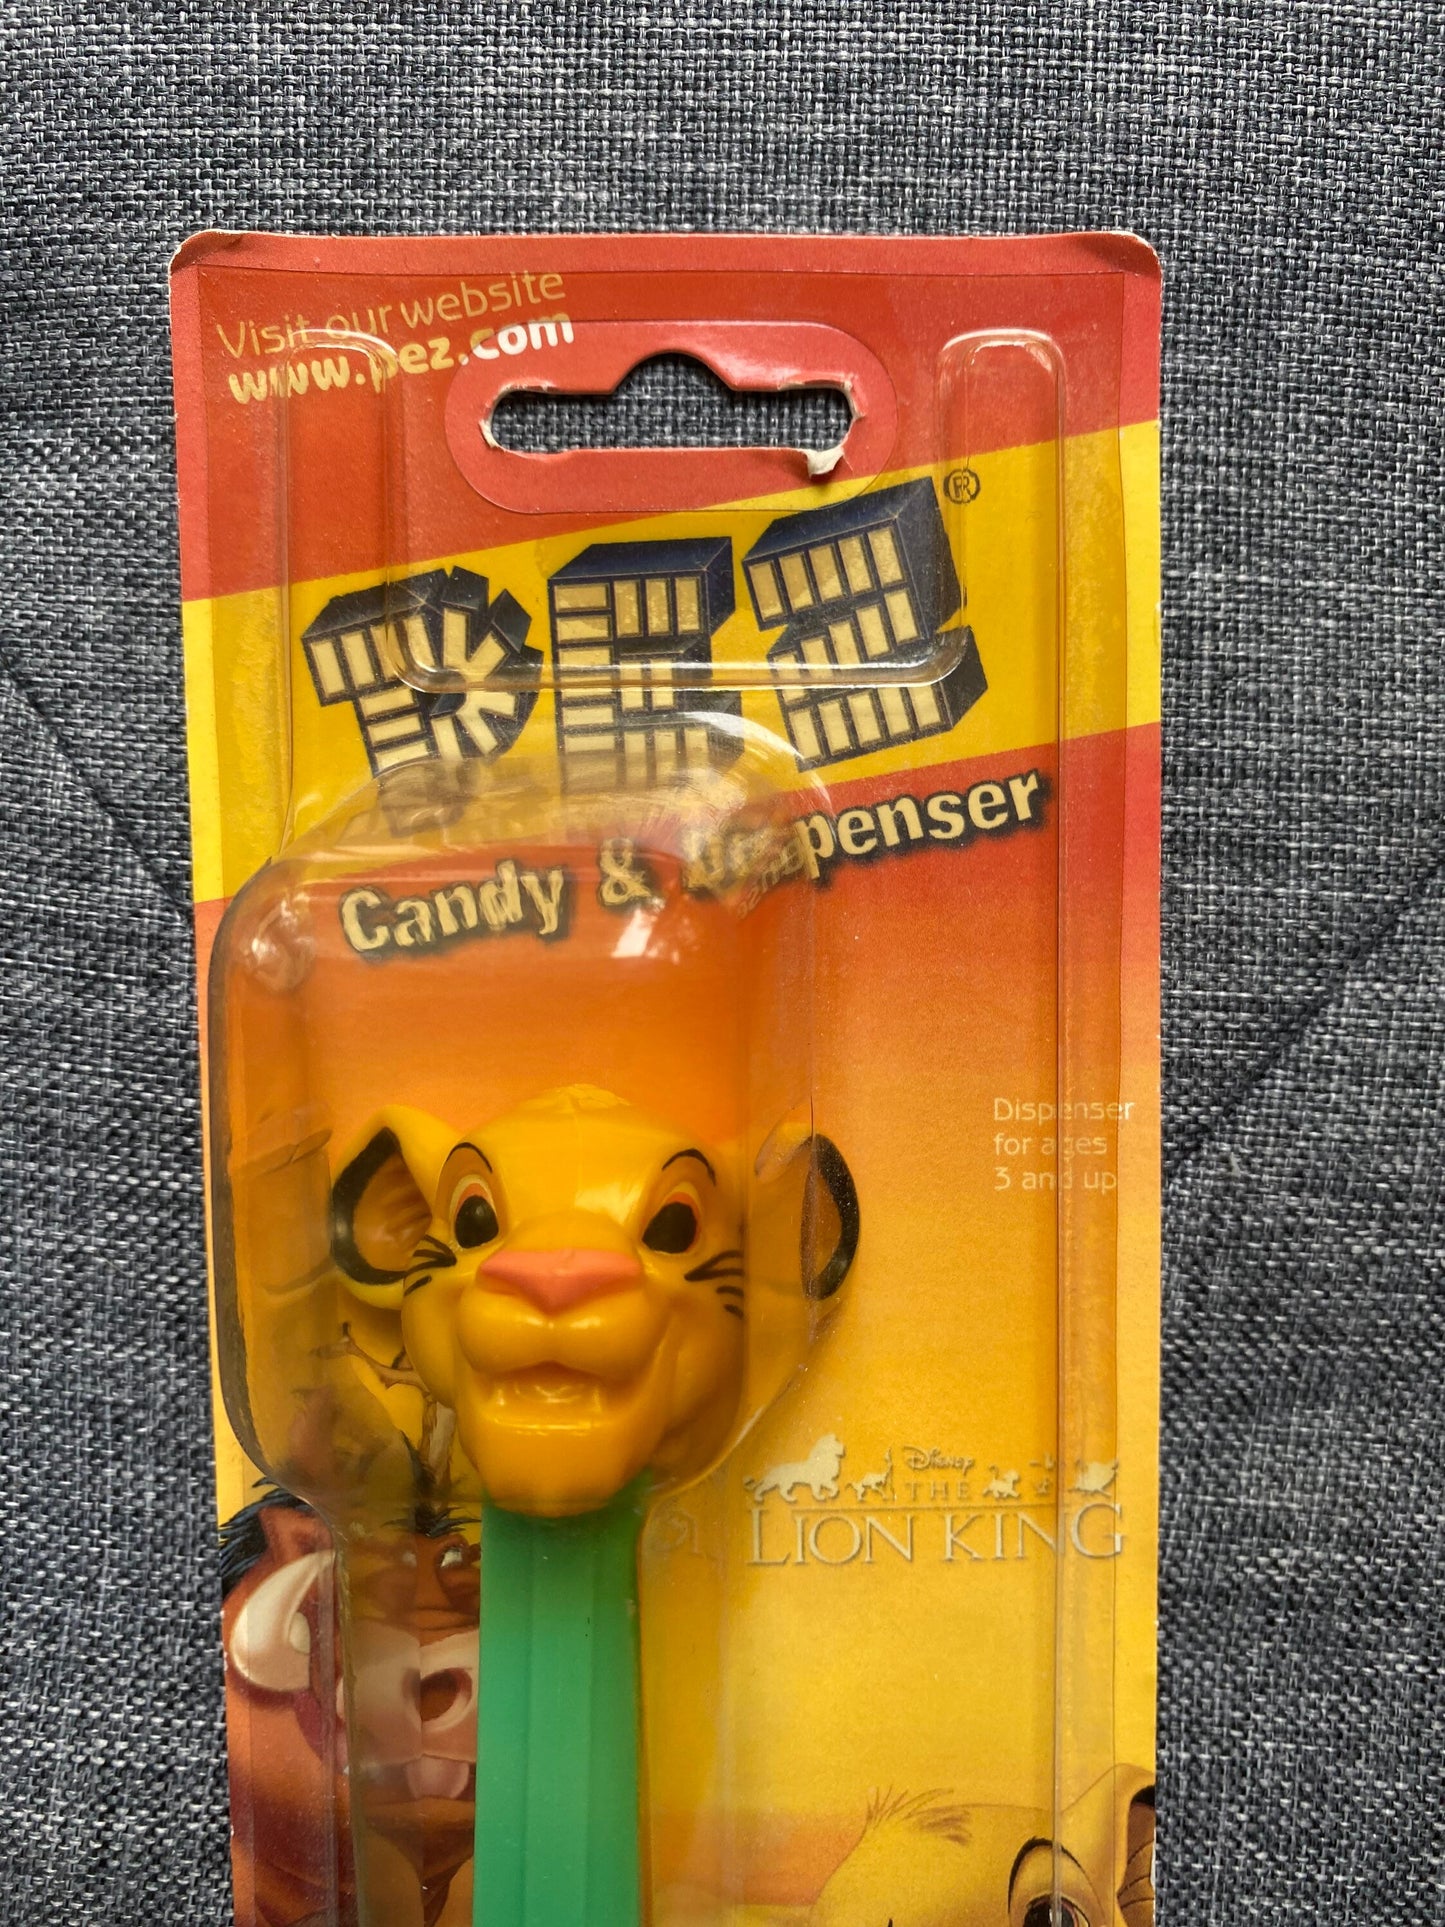 Visit our website
www.pez.com
PEZ®
Candy & Dispenser
Dispenser
for ages
3 and up
Disney
THE
LION KING